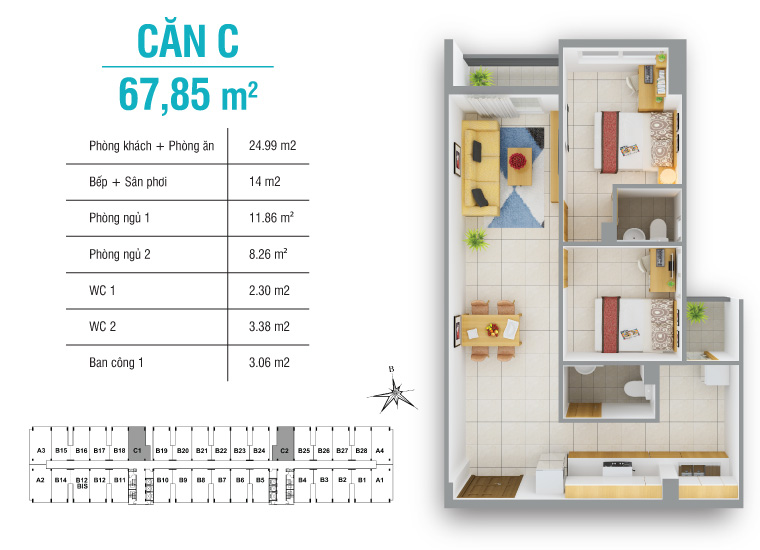 CĂN C
67,85 m²
Phòng khách + Phòng ăn 24.99 m2
Bếp + Sân phơi 14 m2
Phòng ngủ 1 11.86 m²
Phòng ngủ 2 8.26 m²
WC 1 2.30 m2
WC 2 3.38 m2
Ban công 1 3.06 m2
B
A3 B15 B16 B17 B18 C1 B19 B20 B21 B22 B23 B24 C2 B25 B26 B27 B28 A4
A2 B14 B12 BIS B12 B11 B10 B9 B8 B7 B6 B5 B4 B3 B2 B1 A1